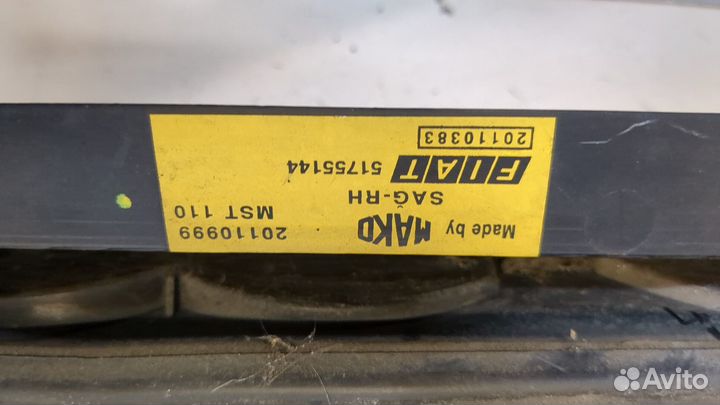 Made by MAKO 20110999
SAĞ-RH MST 110
FIAT 51755144
20110383
Avito